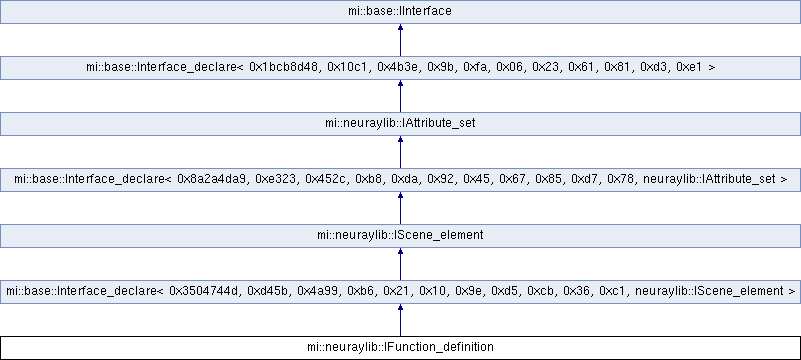 mi::base::IInterface
mi::base::Interface_declare< 0x1bcb8d48, 0x10c1, 0x4b3e, 0x9b, 0xfa, 0x06, 0x23, 0x61, 0x81, 0xd3, 0xe1 >
mi::neuraylib::IAttribute_set
mi::base::Interface_declare< 0x8a2a4da9, 0xe323, 0x452c, 0xb8, 0xda, 0x92, 0x45, 0x67, 0x85, 0xd7, 0x78, neuraylib::IAttribute_set >
mi::neuraylib::IScene_element
mi::base::Interface_declare< 0x3504744d, 0xd45b, 0x4a99, 0xb6, 0x21, 0x10, 0x9e, 0xd5, 0xcb, 0x36, 0xc1, neuraylib::IScene_element >
mi::neuraylib::IFunction_definition